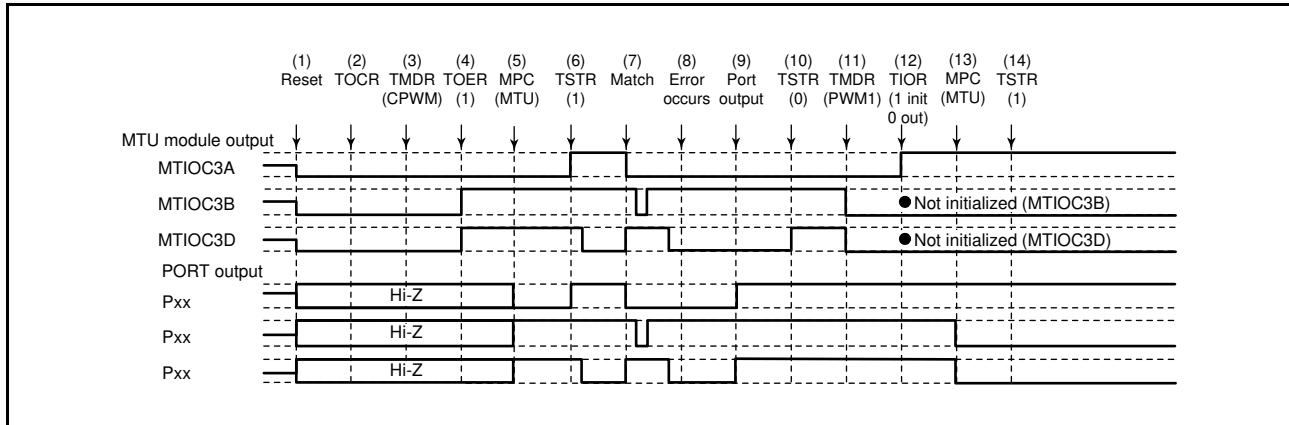 (1) (2) (3) (4) (5) (6) (7) (8) (9) (10) (11) (12) (13) (14)
Reset TOCR TMDR TOER MPC TSTR Match Error Port TSTR TMDR TIOR MPC TSTR
(CPWM) (1) (MTU) (1) occurs output (0) (PWM1) (1 init (MTU) (1)
0 out)
MTU module output
MTIOC3A
MTIOC3B ●Not initialized (MTIOC3B)
MTIOC3D ●Not initialized (MTIOC3D)
PORT output
Pxx Hi-Z
Pxx Hi-Z
Pxx Hi-Z